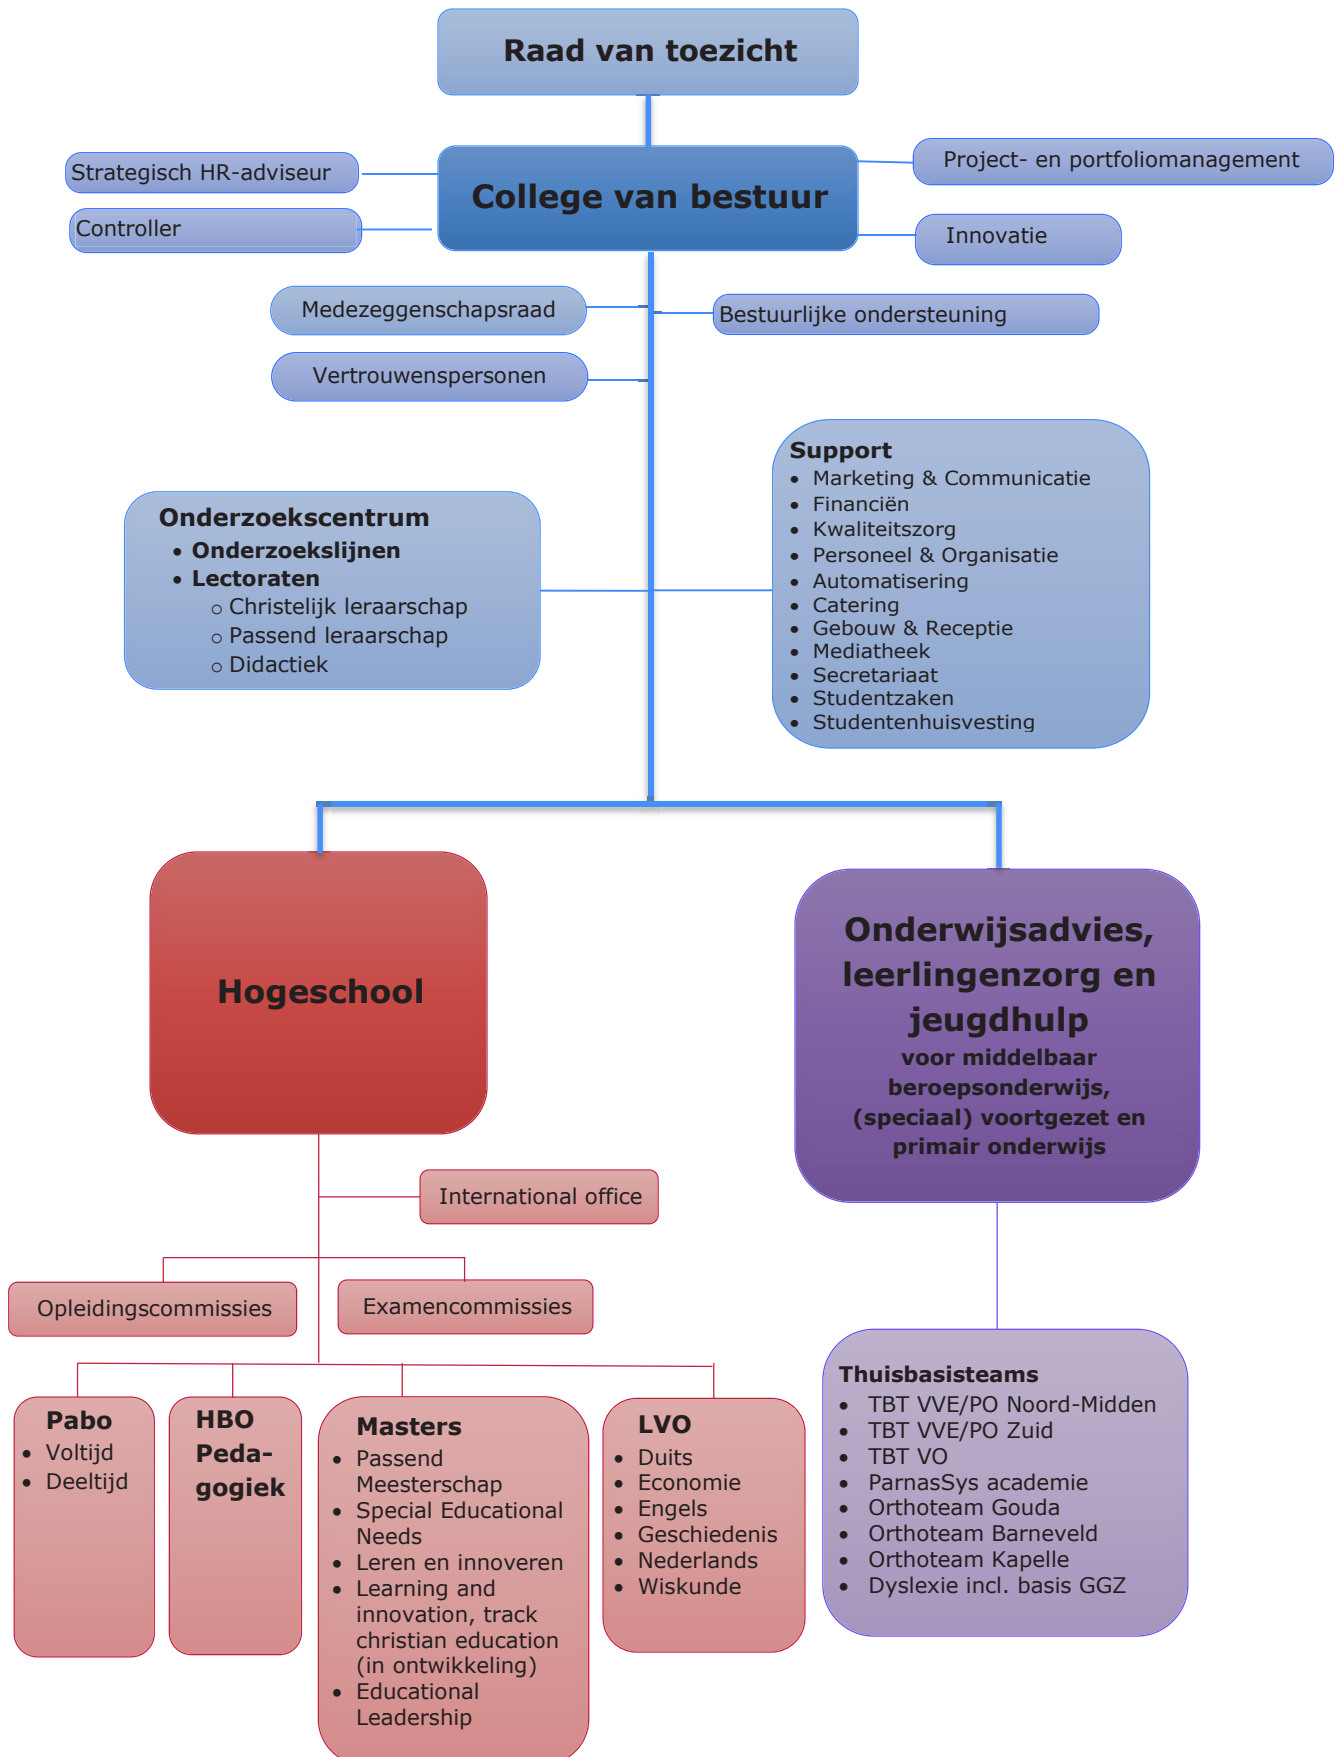 Raad van toezicht
College van bestuur
Strategisch HR-adviseur
Controller
Project- en portfoliomanagement
Innovatie
Medezeggenschapsraad
Bestuurlijke ondersteuning
Vertrouwenspersonen
Onderzoekscentrum
• Onderzoekslijnen
• Lectoraten
o Christelijk leraarschap
o Passend leraarschap
o Didactiek
Support
• Marketing & Communicatie
• Financiën
• Kwaliteitszorg
• Personeel & Organisatie
• Automatisering
• Catering
• Gebouw & Receptie
• Mediatheek
• Secretariaat
• Studentzaken
• Studentenhuisvesting
Hogeschool
Onderwijsadvies,
leerlingenzorg en
jeugdhulp
voor middelbaar
beroepsonderwijs,
(speciaal) voortgezet en
primair onderwijs
International office
Opleidingscommissies
Examencommissies
Pabo
• Voltijd
• Deeltijd
HBO
Peda-
gogiek
Masters
• Passend
Meesterschap
• Special Educational
Needs
• Leren en innoveren
• Learning and
innovation, track
christian education
(in ontwikkeling)
• Educational
Leadership
LVO
• Duits
• Economie
• Engels
• Geschiedenis
• Nederlands
• Wiskunde
Thuisbasisteams
• TBT VVE/PO Noord-Midden
• TBT VVE/PO Zuid
• TBT VO
• ParnasSys academie
• Orthoteam Gouda
• Orthoteam Barneveld
• Orthoteam Kapelle
• Dyslexie incl. basis GGZ